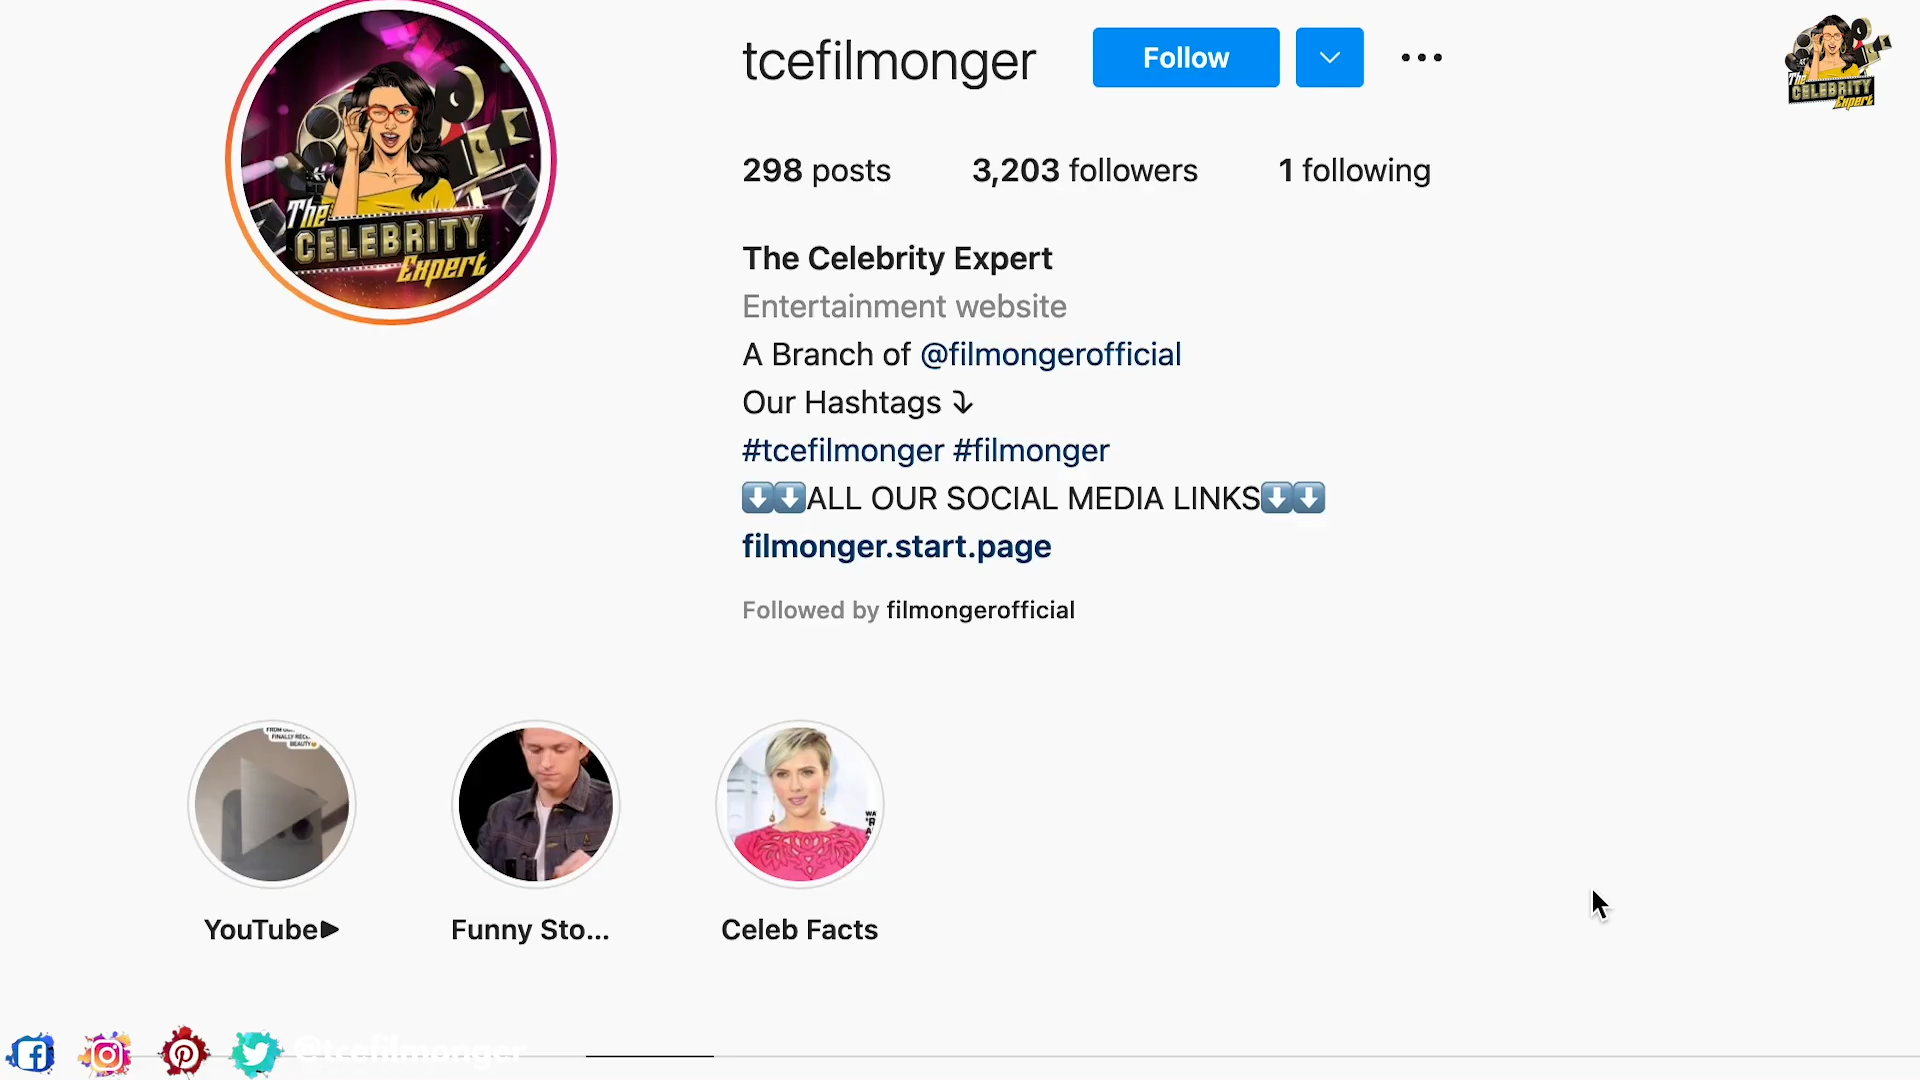 tcefilmonger
Follow
298 posts
3,203 followers
1 following
The Celebrity Expert
Entertainment website
A Branch of @filmongerofficial
Our Hashtags ⤵
#tcefilmonger #filmonger
⬇️⬇️ALL OUR SOCIAL MEDIA LINKS⬇️⬇️
filmonger.start.page
Followed by filmongerofficial
The
CELEBRITY
Expert
The
CELEBRITY
Expert
BEAUTY
YouTube▶
Funny Sto...
Celeb Facts
@tcefilmonger